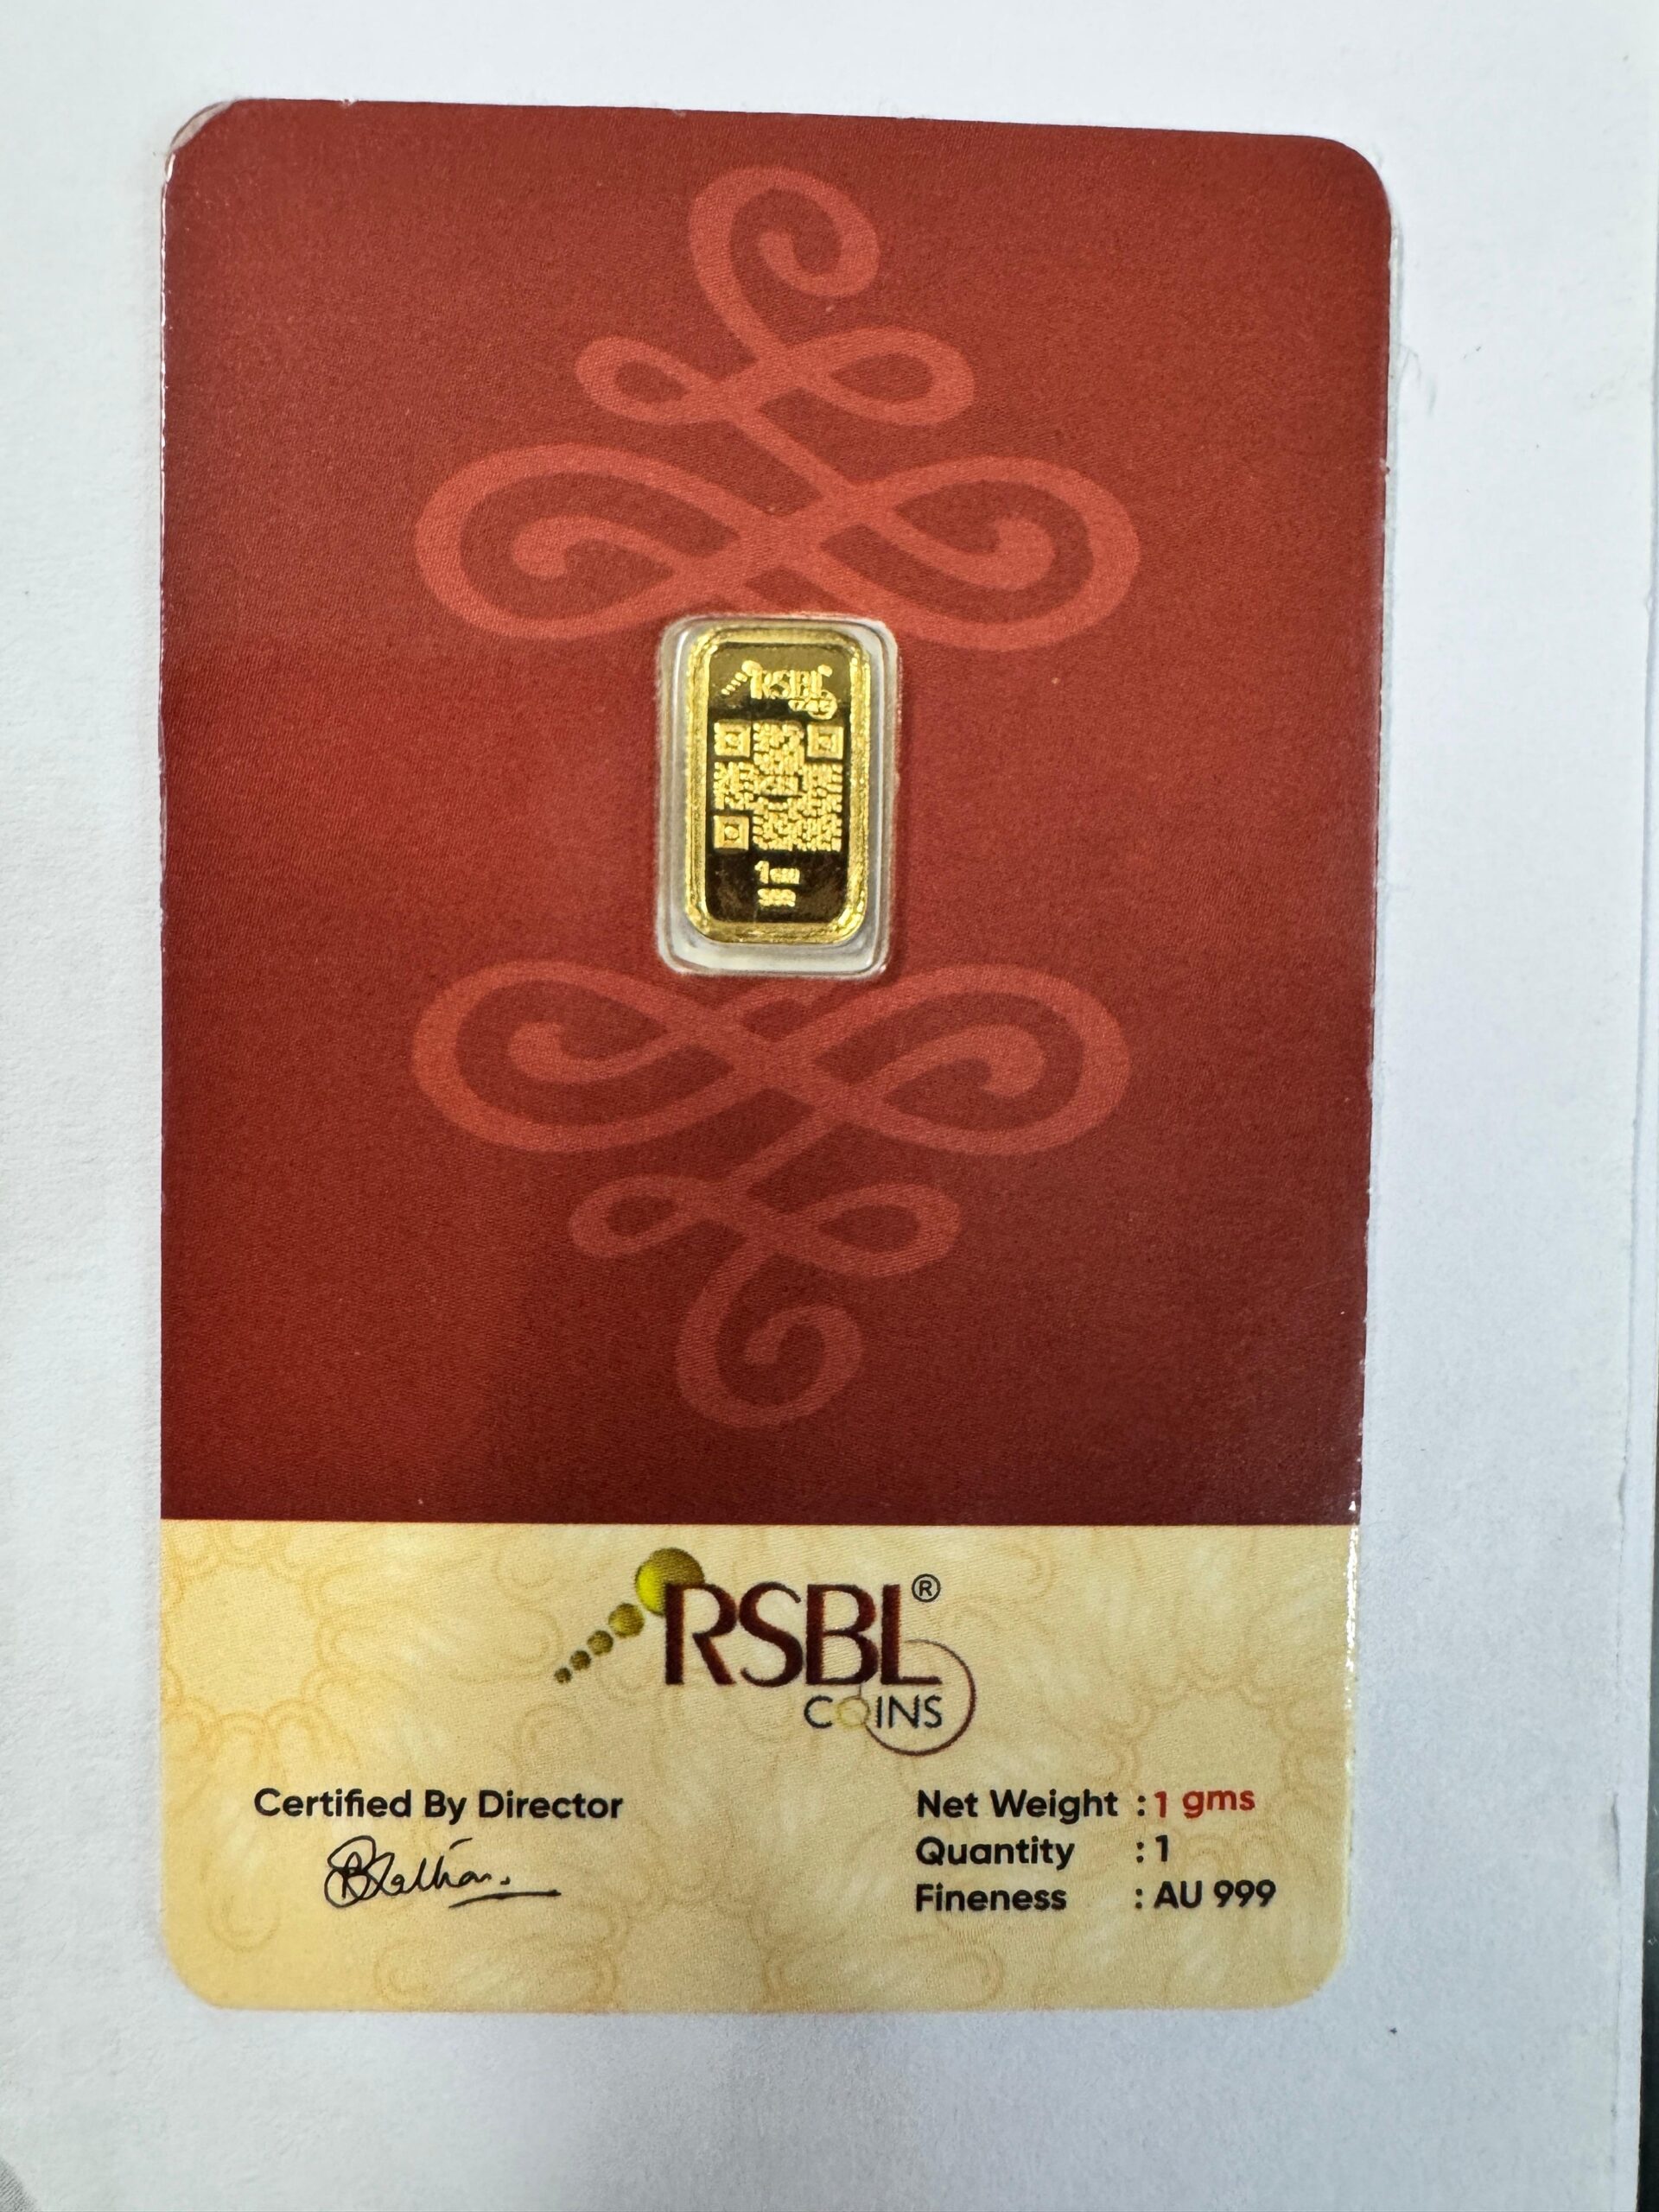 RSBL
1 GM
999
RSBL®
COINS
Certified By Director
Net Weight : 1 gms
Quantity : 1
Fineness : AU 999